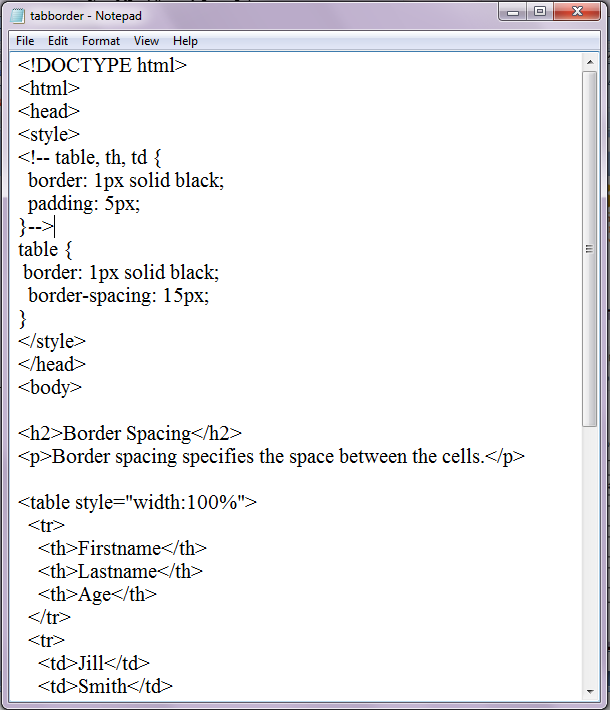 tabborder - Notepad
File Edit Format View Help
<!DOCTYPE html>
<html>
<head>
<style>
<!-- table, th, td {
  border: 1px solid black;
  padding: 5px;
}-->
table {
 border: 1px solid black;
  border-spacing: 15px;
}
</style>
</head>
<body>

<h2>Border Spacing</h2>
<p>Border spacing specifies the space between the cells.</p>

<table style="width:100%">
  <tr>
    <th>Firstname</th>
    <th>Lastname</th>
    <th>Age</th>
  </tr>
  <tr>
    <td>Jill</td>
    <td>Smith</td>